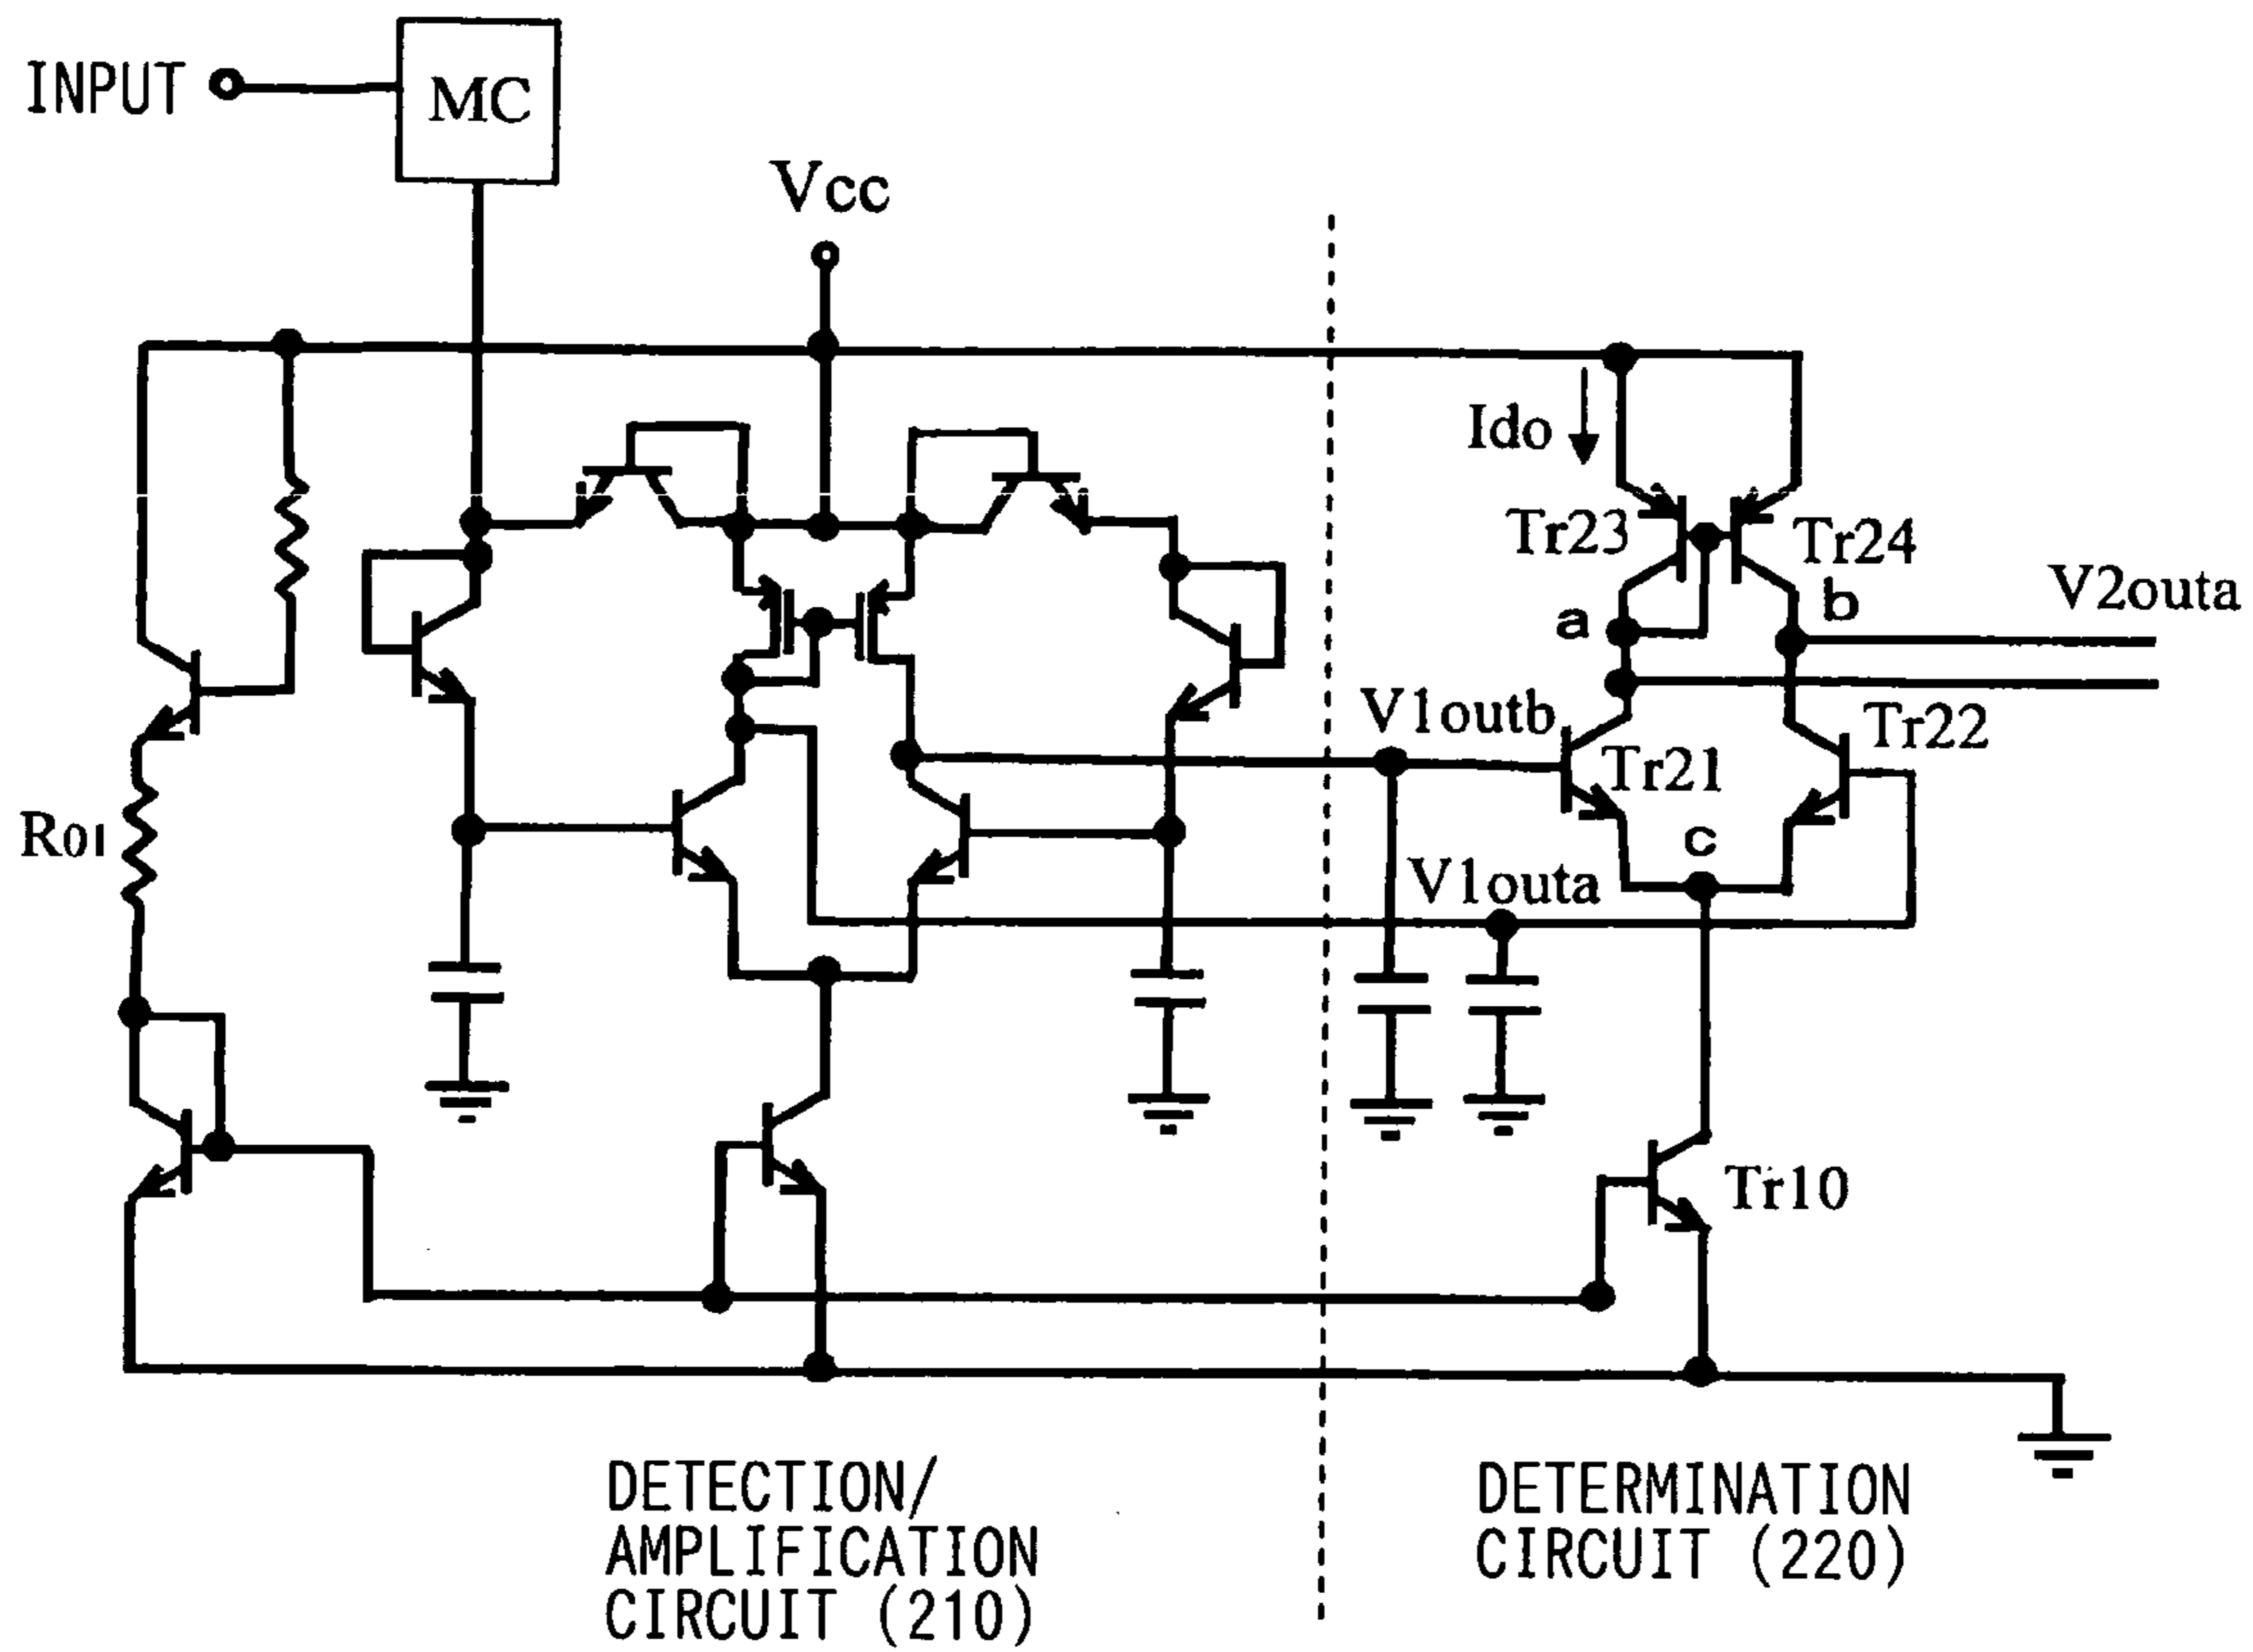 INPUT
MC
Vcc
Ido
Tr23
Tr24
a
b
V2outa
V1outb
Tr21
Tr22
Ro1
c
V1outa
Tr10
DETECTION/
AMPLIFICATION
CIRCUIT (210)
DETERMINATION
CIRCUIT (220)